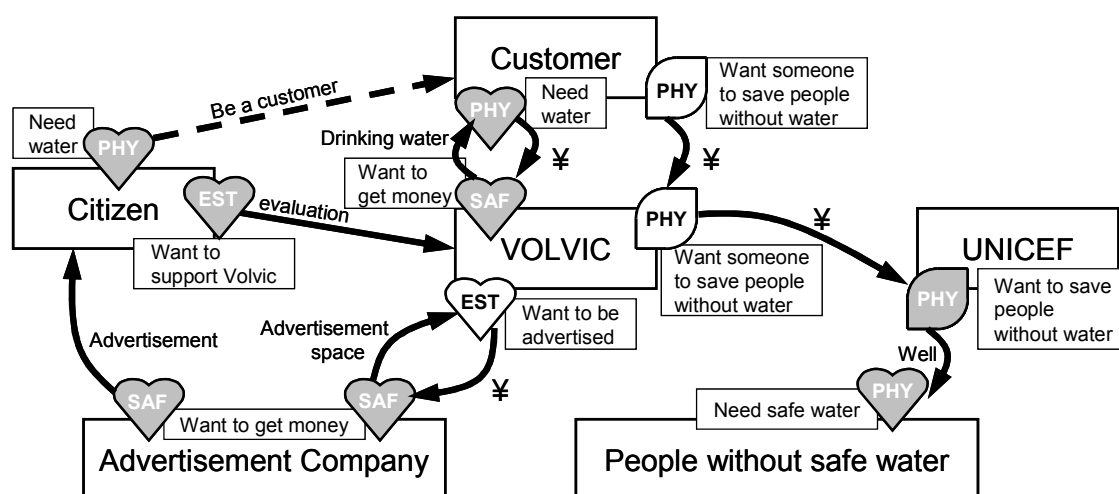 Customer
PHY
Want someone
to save people
without water
Be a customer
PHY
Need
water
Need
water
PHY
Drinking water
¥
¥
Want to
get money
SAF
Citizen
EST
evaluation
PHY
¥
VOLVIC
UNICEF
Want to
support Volvic
Want someone
to save people
without water
PHY
Want to save
people
without water
EST
Want to be
advertised
Advertisement
Advertisement
space
Well
¥
SAF
SAF
PHY
Want to get money
Need safe water
Advertisement Company
People without safe water